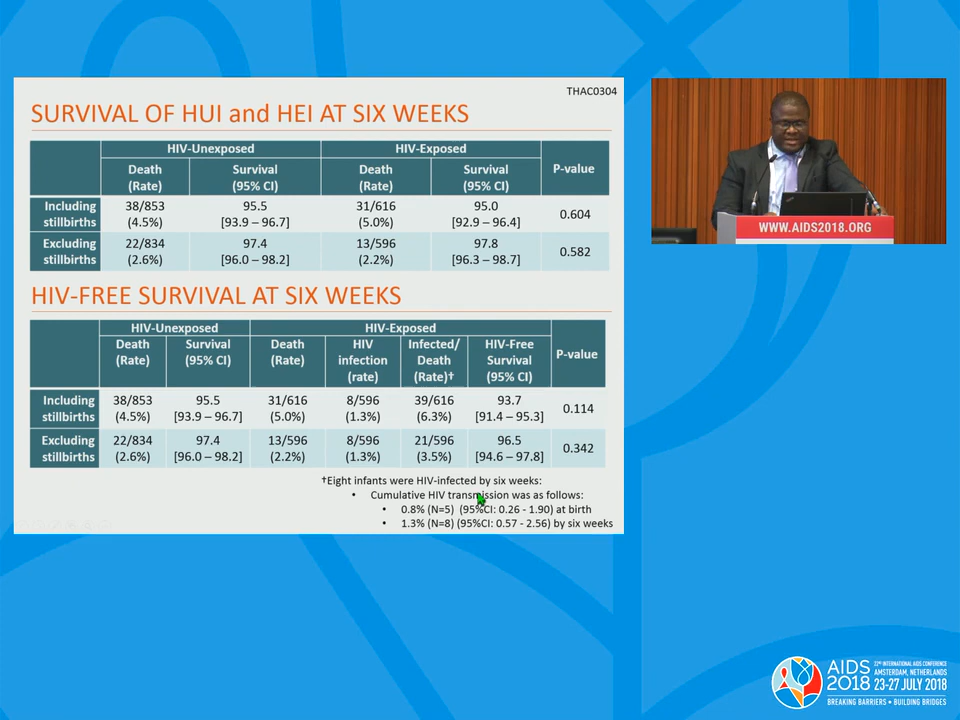 THAC0304
SURVIVAL OF HUI and HEI AT SIX WEEKS
HIV-Unexposed HIV-Exposed P-value
Death (Rate) Survival (95% CI) Death (Rate) Survival (95% CI)
Including stillbirths 38/853 (4.5%) 95.5 [93.9 – 96.7] 31/616 (5.0%) 95.0 [92.9 – 96.4] 0.604
Excluding stillbirths 22/834 (2.6%) 97.4 [96.0 – 98.2] 13/596 (2.2%) 97.8 [96.3 – 98.7] 0.582
HIV-FREE SURVIVAL AT SIX WEEKS
HIV-Unexposed HIV-Exposed P-value
Death (Rate) Survival (95% CI) Death (Rate) HIV infection (rate) Infected/ Death (Rate)† HIV-Free Survival (95% CI)
Including stillbirths 38/853 (4.5%) 95.5 [93.9 – 96.7] 31/616 (5.0%) 8/596 (1.3%) 39/616 (6.3%) 93.7 [91.4 – 95.3] 0.114
Excluding stillbirths 22/834 (2.6%) 97.4 [96.0 – 98.2] 13/596 (2.2%) 8/596 (1.3%) 21/596 (3.5%) 96.5 [94.6 – 97.8] 0.342
†Eight infants were HIV-infected by six weeks:
• Cumulative HIV transmission was as follows:
• 0.8% (N=5) (95%CI: 0.26 - 1.90) at birth
• 1.3% (N=8) (95%CI: 0.57 - 2.56) by six weeks
WWW.AIDS2018.ORG
AIDS 2018
22ND INTERNATIONAL AIDS CONFERENCE
AMSTERDAM, NETHERLANDS
23-27 JULY 2018
BREAKING BARRIERS • BUILDING BRIDGES